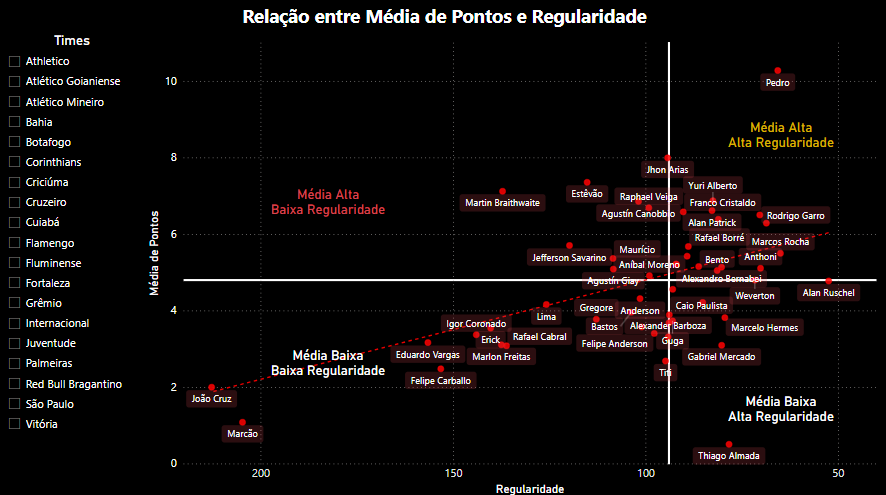 Relação entre Média de Pontos e Regularidade
Times
Athletico
Atlético Goianiense
Atlético Mineiro
Bahia
Botafogo
Corinthians
Criciúma
Cruzeiro
Cuiabá
Flamengo
Fluminense
Fortaleza
Grêmio
Internacional
Juventude
Palmeiras
Red Bull Bragantino
São Paulo
Vitória
Média de Pontos
10
8
6
4
2
0
Pedro
Média Alta
Alta Regularidade
Jhon Arias
Média Alta
Baixa Regularidade
Martin Braithwaite
Estêvão
Raphael Veiga
Yuri Alberto
Agustín Canobbio
Franco Cristaldo
Alan Patrick
Rodrigo Garro
Jefferson Savarino
Maurício
Rafael Borré
Marcos Rocha
Aníbal Moreno
Bento
Anthoni
Agustín Giay
Alexandro Bernabei
Weverton
Alan Ruschel
Lima
Gregore
Anderson
Caio Paulista
Igor Coronado
Bastos
Alexander Barboza
Marcelo Hermes
Erick
Rafael Cabral
Felipe Anderson
Guga
Eduardo Vargas
Marlon Freitas
Gabriel Mercado
Média Baixa
Baixa Regularidade
Felipe Carballo
Titi
João Cruz
Média Baixa
Alta Regularidade
Marcão
Thiago Almada
200
150
100
50
Regularidade